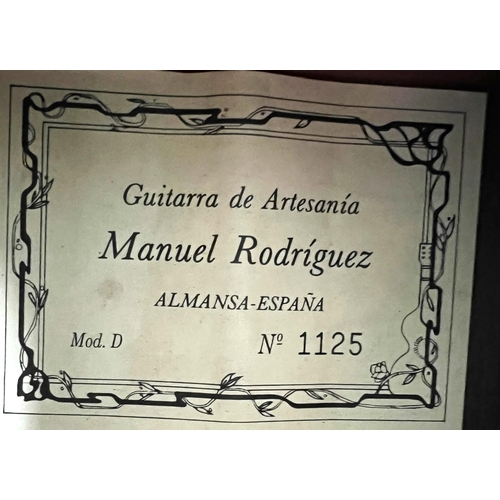 Guitarra de Artesanía
Manuel Rodríguez
ALMANSA-ESPAÑA
Mod. D Nº 1125